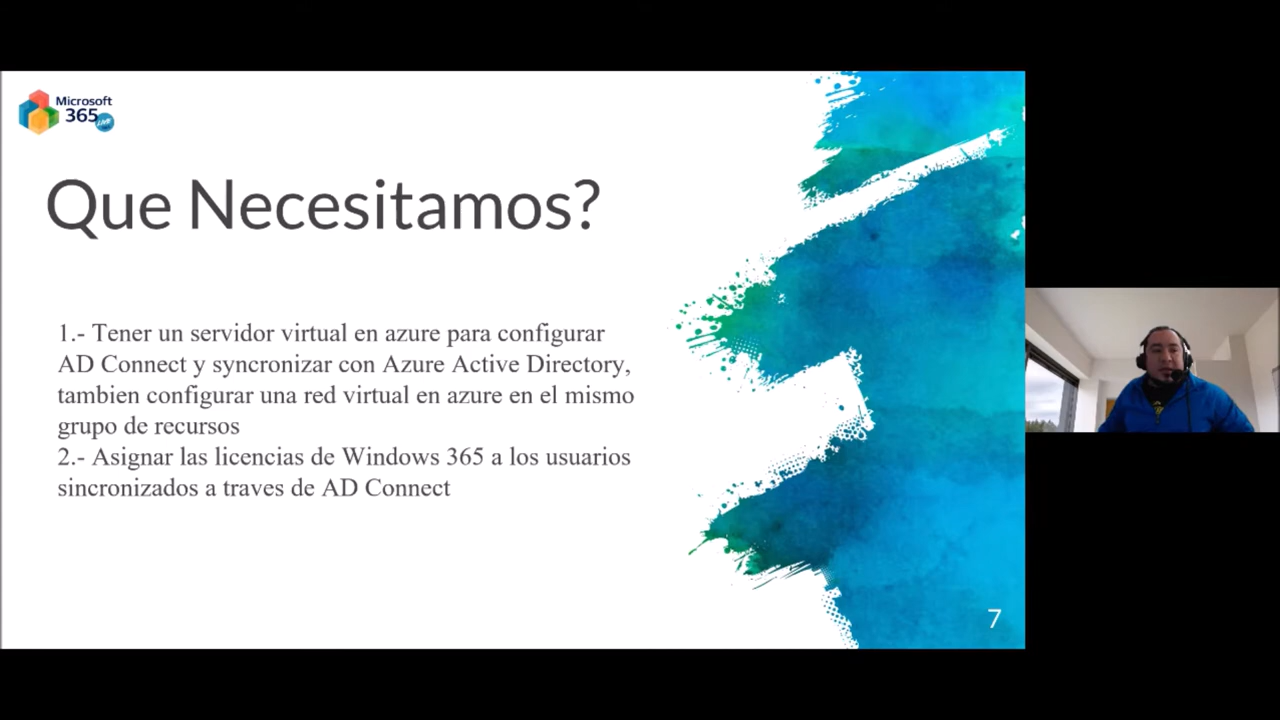 Microsoft
365
LIVE
Que Necesitamos?
1.- Tener un servidor virtual en azure para configurar
AD Connect y syncronizar con Azure Active Directory,
tambien configurar una red virtual en azure en el mismo
grupo de recursos
2.- Asignar las licencias de Windows 365 a los usuarios
sincronizados a traves de AD Connect
7